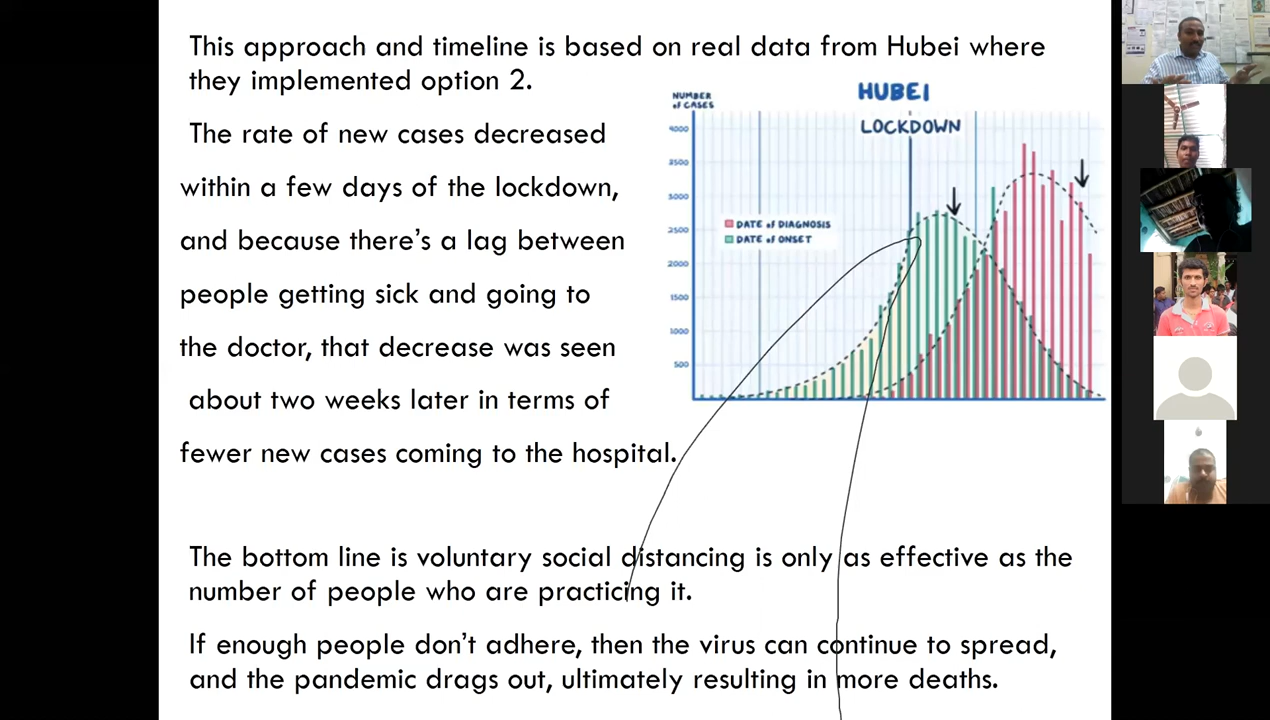 This approach and timeline is based on real data from Hubei where
they implemented option 2.
The rate of new cases decreased
within a few days of the lockdown,
and because there's a lag between
people getting sick and going to
the doctor, that decrease was seen
about two weeks later in terms of
fewer new cases coming to the hospital.
HUBEI
LOCKDOWN
NUMBER
of CASES
4000
3500
3000
2500
2000
1500
1000
500
DATE of DIAGNOSIS
DATE of ONSET
The bottom line is voluntary social distancing is only as effective as the
number of people who are practicing it.
If enough people don't adhere, then the virus can continue to spread,
and the pandemic drags out, ultimately resulting in more deaths.